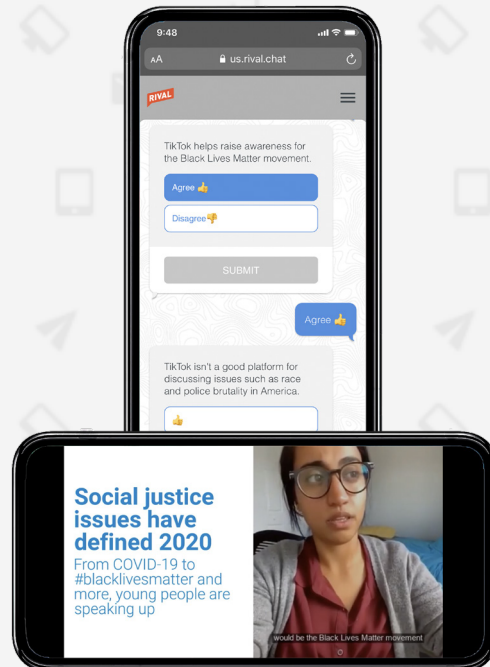 9:48
AA
us.rival.chat
RIVAL
TikTok helps raise awareness for
the Black Lives Matter movement.
Agree 👍
Disagree👎
SUBMIT
Agree 👍
TikTok isn't a good platform for
discussing issues such as race
and police brutality in America.
👍
Social justice
issues have
defined 2020
From COVID-19 to
#blacklivesmatter and
more, young people are
speaking up
would be the Black Lives Matter movement